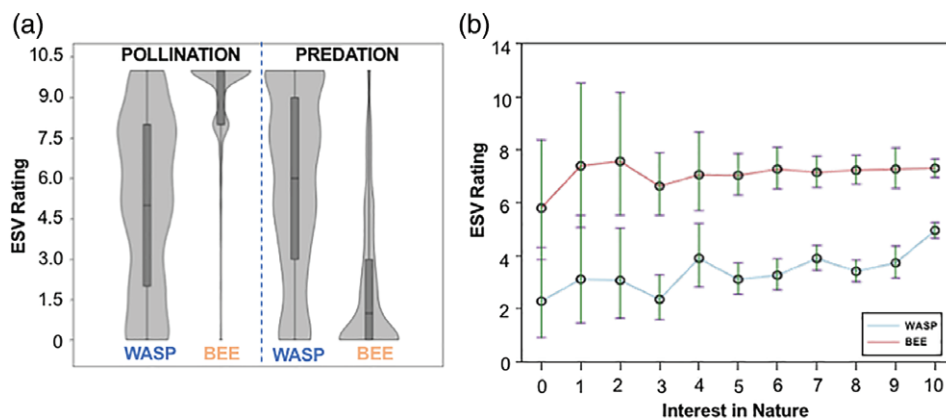 (a)
POLLINATION PREDATION
10.5
9.0
7.5
6.0
4.5
3.0
1.5
0
ESV Rating
WASP BEE WASP BEE
(b)
14
12
10
8
6
4
2
0
ESV Rating
0 1 2 3 4 5 6 7 8 9 10
Interest in Nature
WASP
BEE